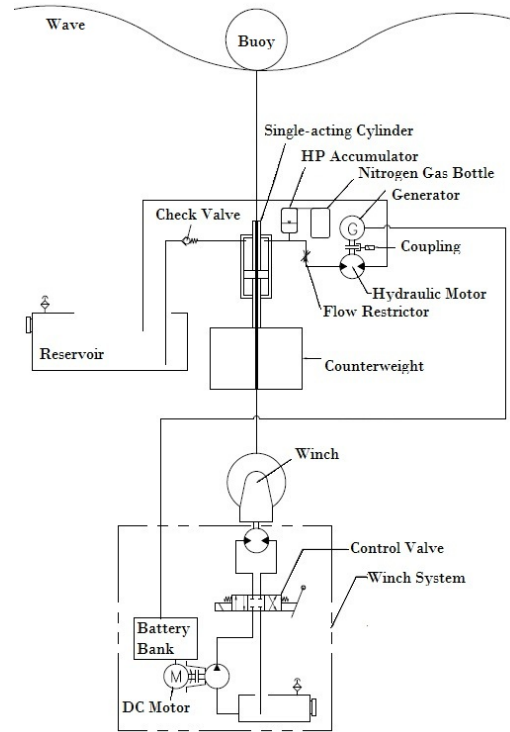 Wave
Buoy
Single-acting Cylinder
HP Accumulator
Nitrogen Gas Bottle
Generator
Check Valve
G
Coupling
Hydraulic Motor
Flow Restrictor
Reservoir
Counterweight
Winch
Control Valve
Winch System
Battery
Bank
M
DC Motor